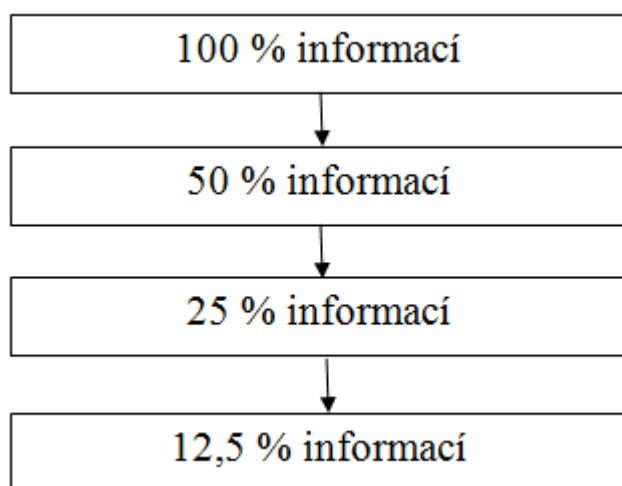 100 % informací
50 % informací
25 % informací
12,5 % informací